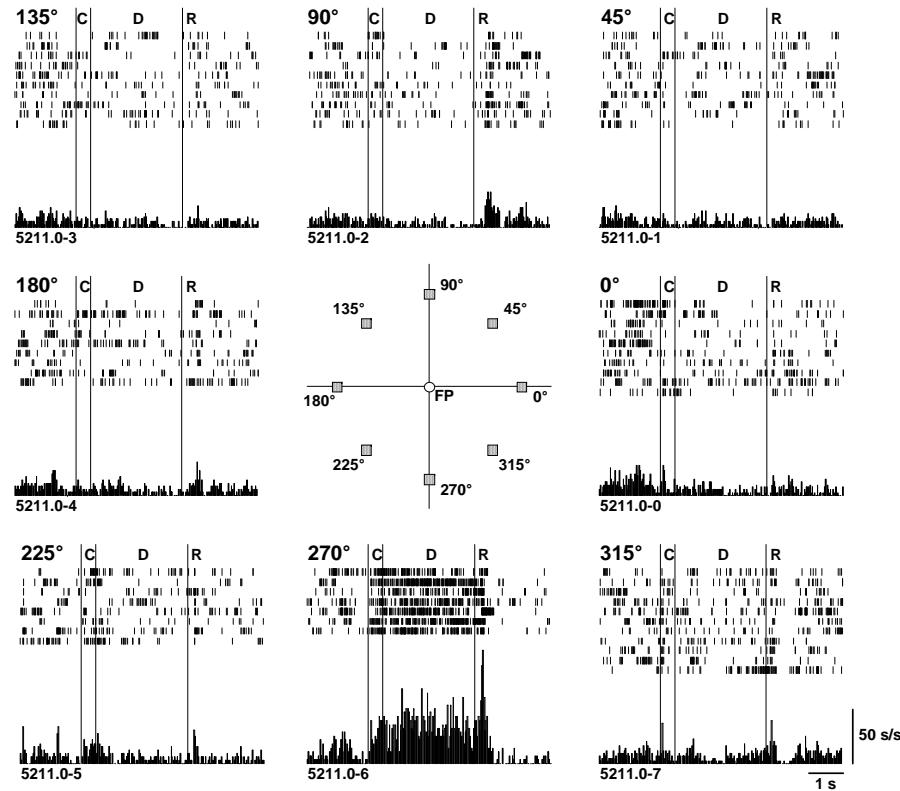 135° C D R
90° C D R
45° C D R
5211.0-3
5211.0-2
5211.0-1
180° C D R
90°
135°
45°
0° C D R
180°
FP
0°
225°
315°
270°
5211.0-4
5211.0-0
225° C D R
270° C D R
315° C D R
50 s/s
5211.0-5
5211.0-6
5211.0-7
1 s